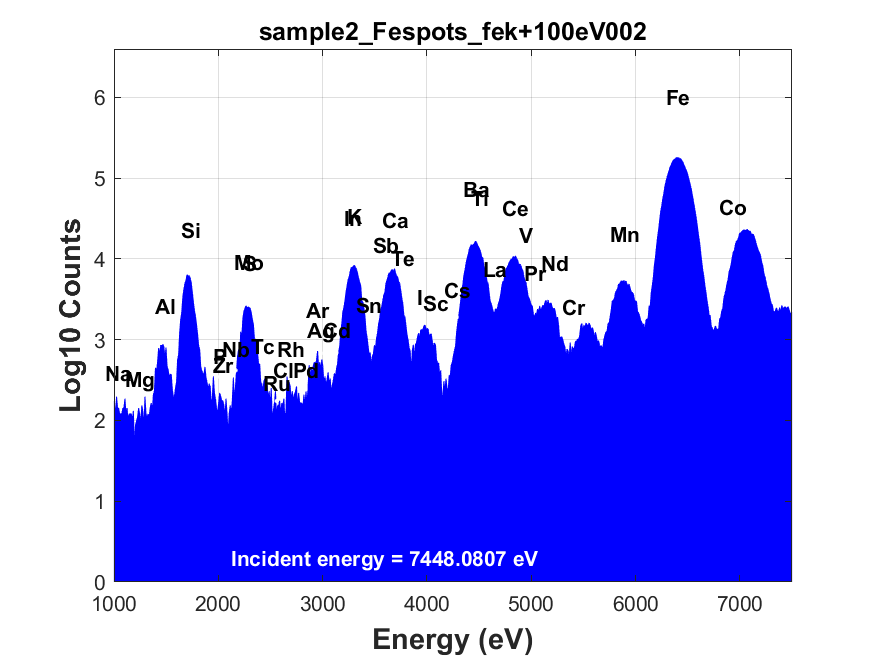 sample2_Fespots_fek+100eV002
Log10 Counts
6
5
4
3
2
1
0
Fe
Ba
Ti
Ce
Co
In
K
Ca
Si
V
Mn
Sb
Te
Mo
S
La
Pr
Nd
Al
Ar
Sn
I
Sc
Cs
Cr
Ag
Cd
P
Nb
Tc
Rh
Zr
Na
Mg
Ru
Cl
Pd
Incident energy = 7448.0807 eV
1000 2000 3000 4000 5000 6000 7000
Energy (eV)